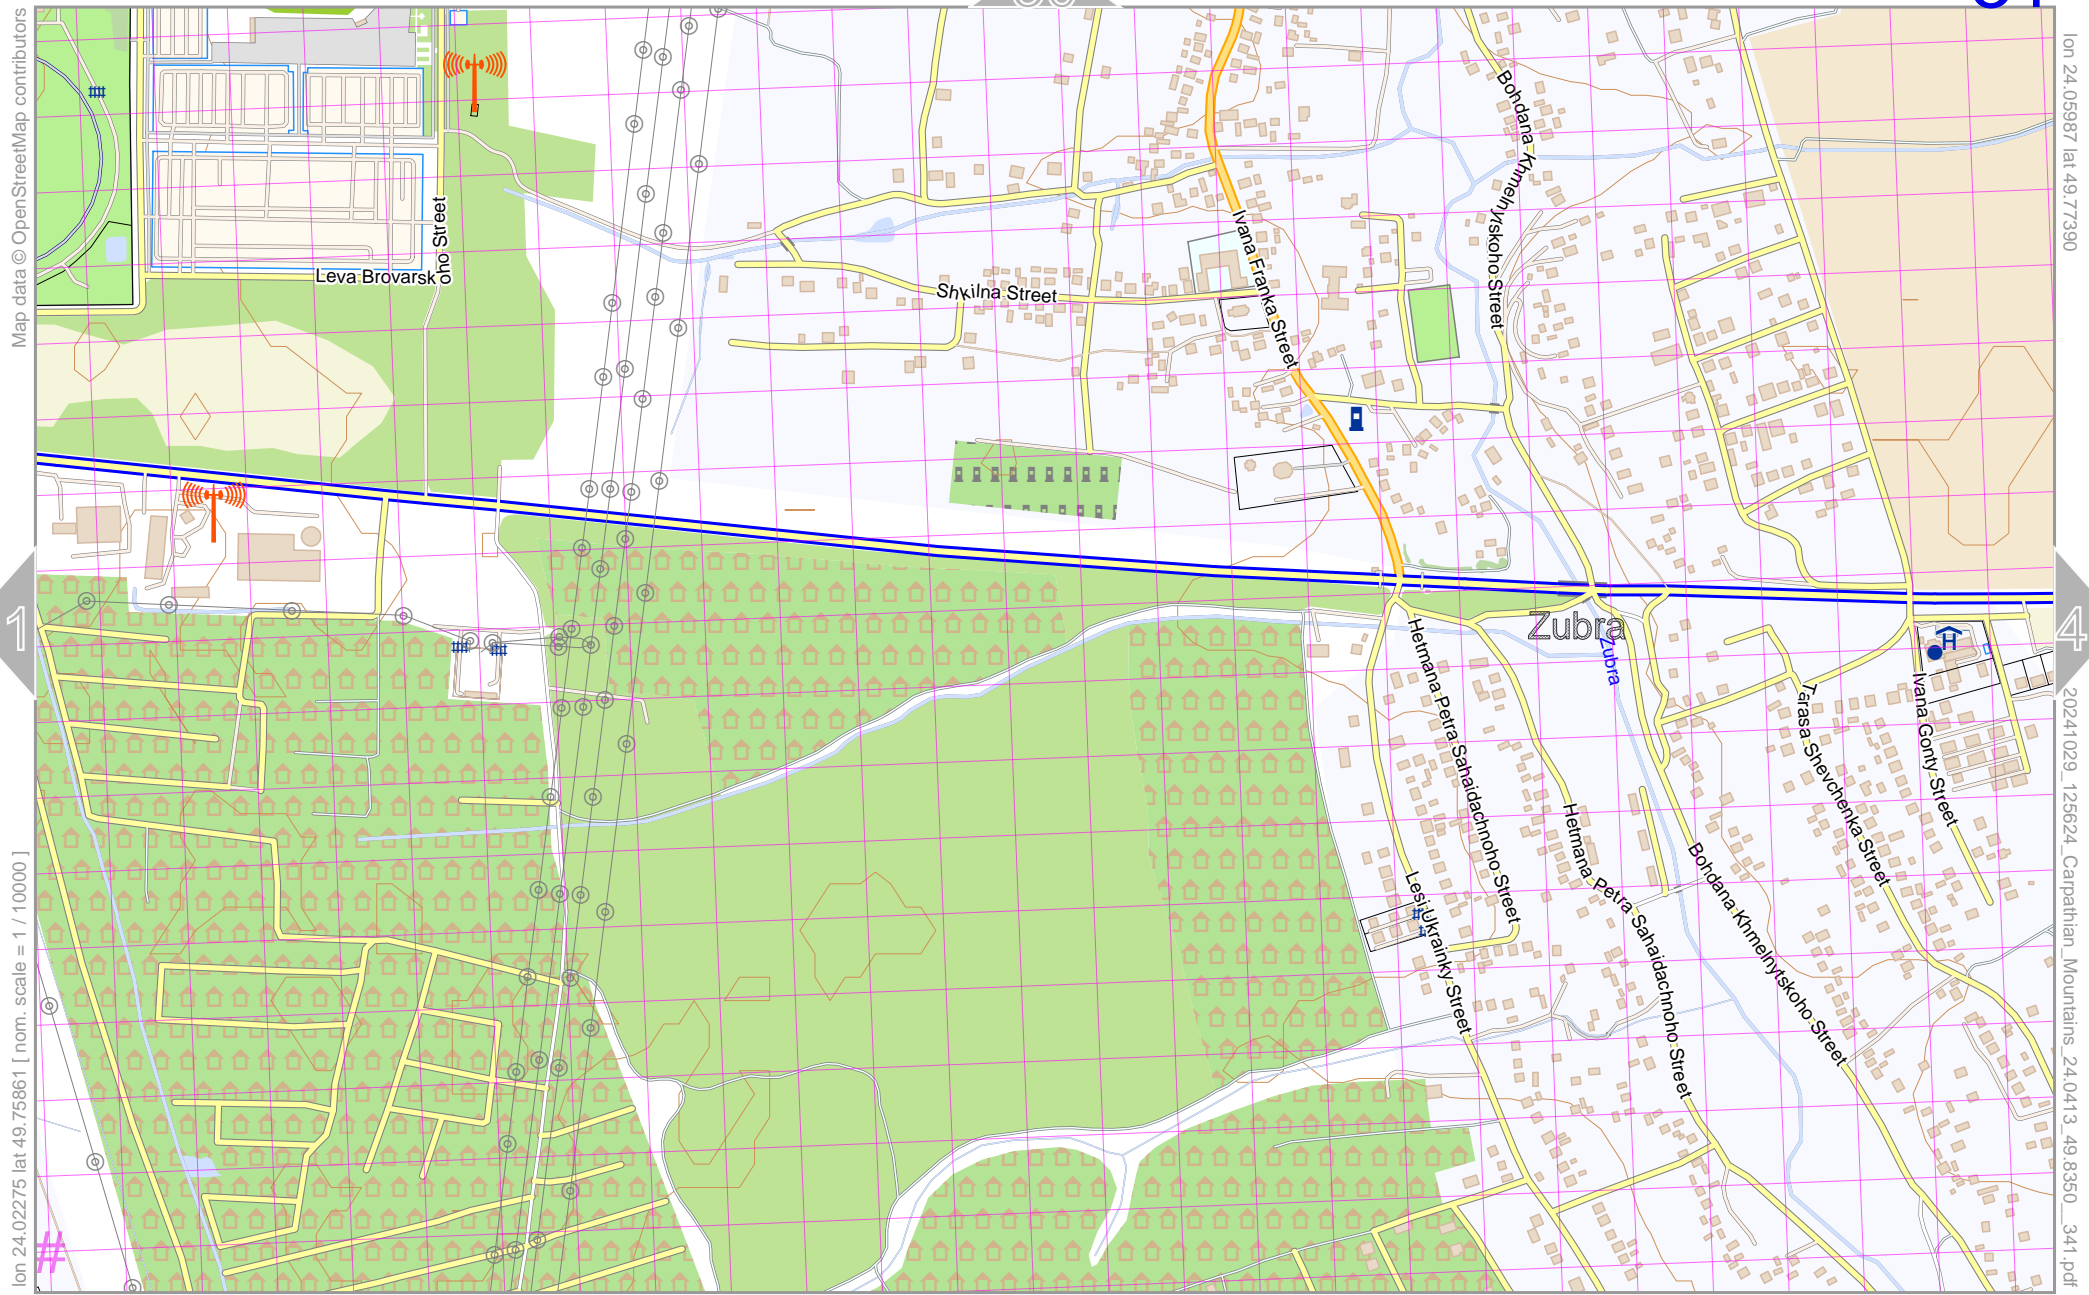 Map data © OpenStreetMap contributors
lon 24.05987 lat 49.77390
Bohdana Khmelnytskoho Street
Leva Brovarskoho Street
Ivana Franka Street
Shkilna Street
Zubra
Zubra
1
4
H
Hetmana Petra Sahaidachnoho Street
Tarasa Shevchenka Street
Ivana Gonty Street
Hetmana Petra Sahaidachnoho Street
Bohdana Khmelnytskoho Street
Lesi Ukrainky Street
lon 24.02275 lat 49.75861 [ nom. scale = 1 / 10000 ]
20241029_125624_Carpathian_Mountains_24.0413_49.8350__341.pdf
#